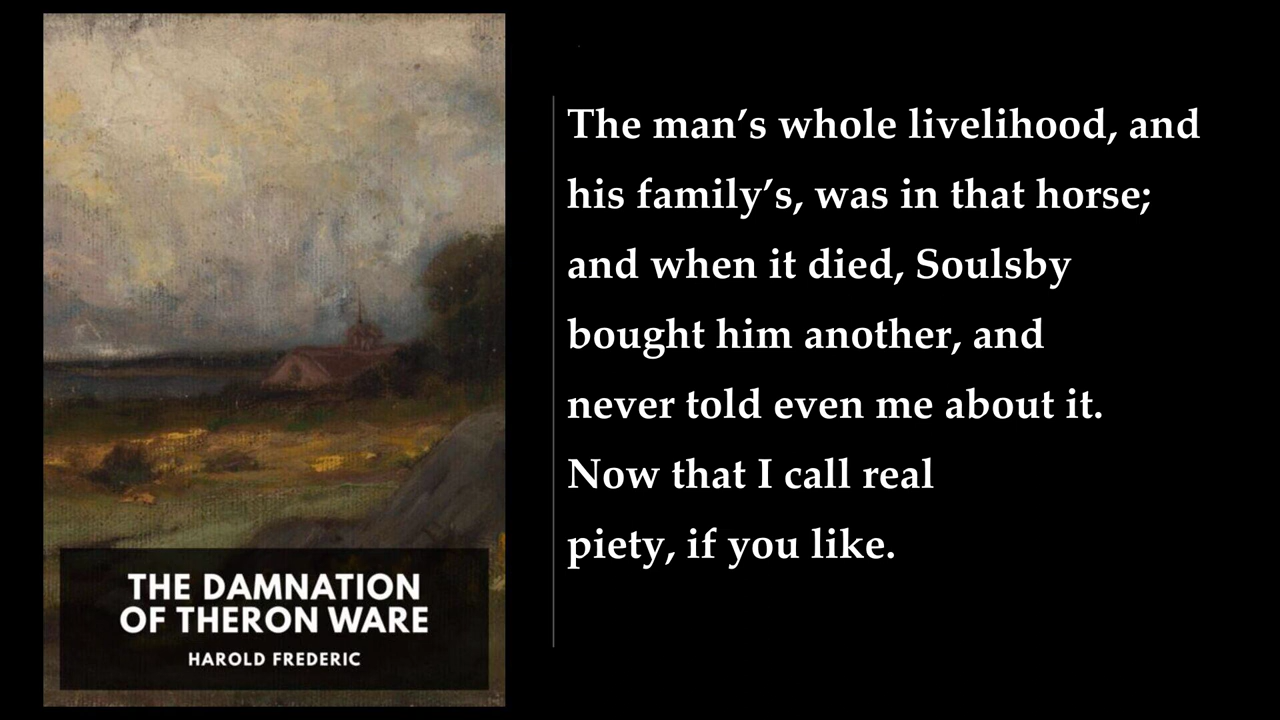 The man’s whole livelihood, and
his family’s, was in that horse;
and when it died, Soulsby
bought him another, and
never told even me about it.
Now that I call real
piety, if you like.
THE DAMNATION
OF THERON WARE
HAROLD FREDERIC